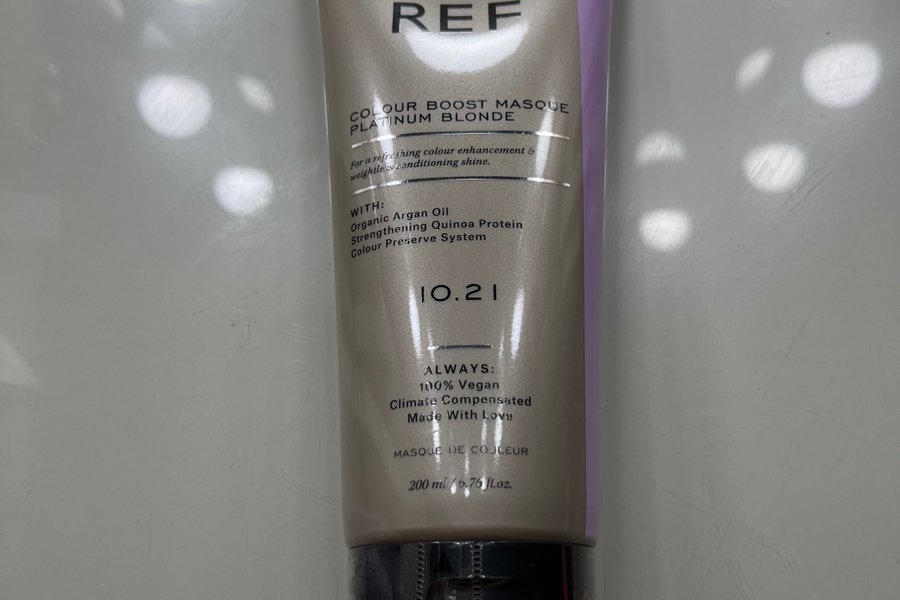 REF
COLOUR BOOST MASQUE
PLATINUM BLONDE
For a refreshing colour enhancement &
weightless conditioning shine.
WITH:
Organic Argan Oil
Strengthening Quinoa Protein
Colour Preserve System
10.21
ALWAYS:
100% Vegan
Climate Compensated
Made With Love
MASQUE DE COULEUR
200 ml / 6.76 fl.oz.